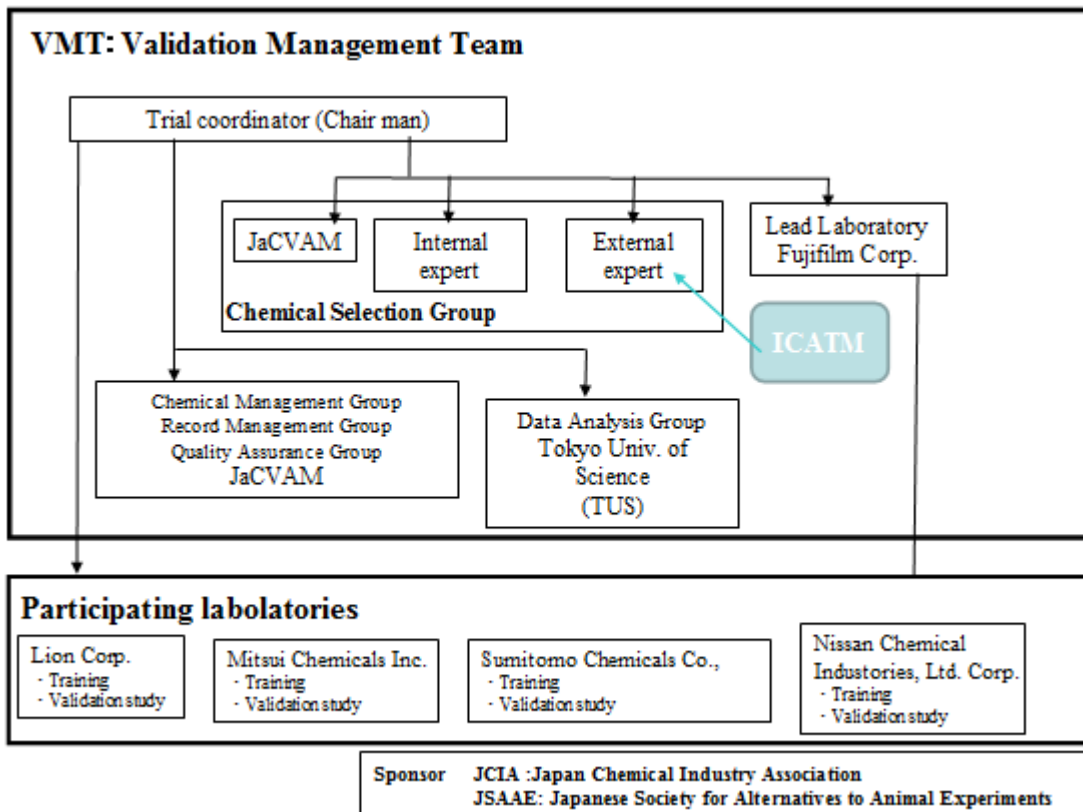 VMT: Validation Management Team
Trial coordinator (Chair man)
JaCVAM
Internal
expert
External
expert
Chemical Selection Group
Lead Laboratory
Fujifilm Corp.
ICATM
Chemical Management Group
Record Management Group
Quality Assurance Group
JaCVAM
Data Analysis Group
Tokyo Univ. of
Science
(TUS)
Participating labolatories
Lion Corp.
- Training
- Validation study
Mitsui Chemicals Inc.
- Training
- Validation study
Sumitomo Chemicals Co.,
- Training
- Validation study
Nissan Chemical
Industories, Ltd. Corp.
- Training
- Validation study
Sponsor JCIA :Japan Chemical Industry Association
JSAAE: Japanese Society for Alternatives to Animal Experiments